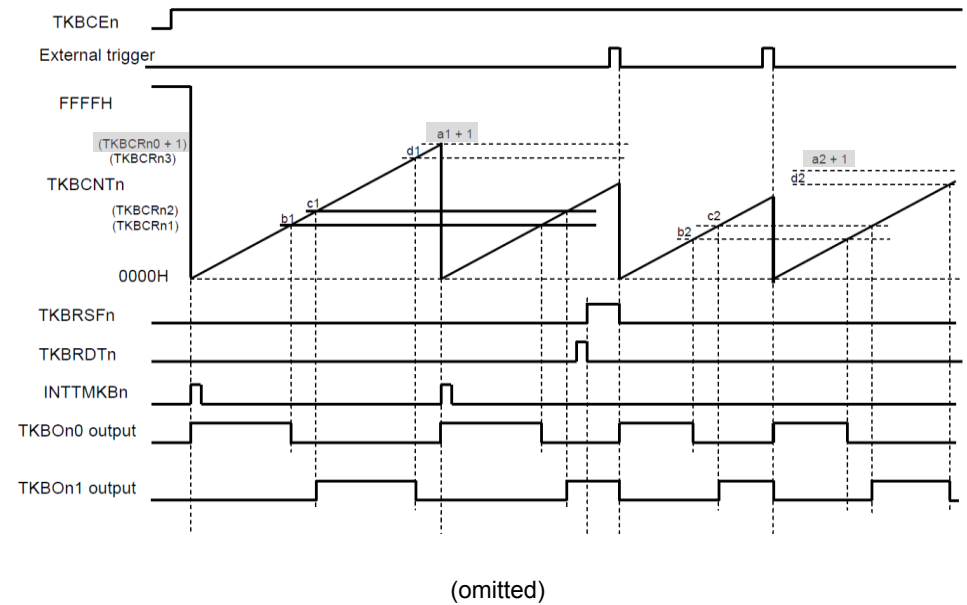 TKBCEn
External trigger
FFFFH
(TKBCRn0 + 1)
a1 + 1
(TKBCRn3)
d1
a2 + 1
TKBCNTn
d2
(TKBCRn2)
c1
(TKBCRn1)
b1
c2
b2
0000H
TKBRSFn
TKBRDTn
INTTMKBn
TKBOn0 output
TKBOn1 output
(omitted)